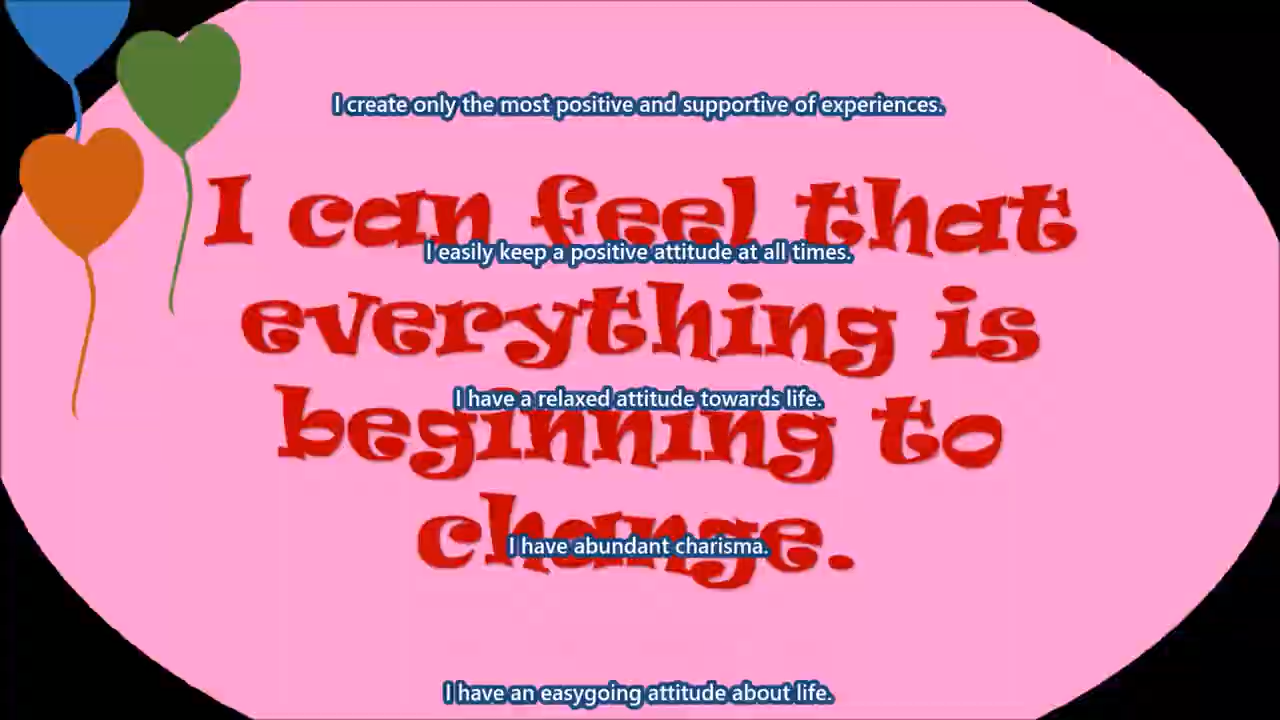 I create only the most positive and supportive of experiences.
I can feel that
I easily keep a positive attitude at all times.
everything is
I have a relaxed attitude towards life.
beginning to
change.
I have abundant charisma.
I have an easygoing attitude about life.